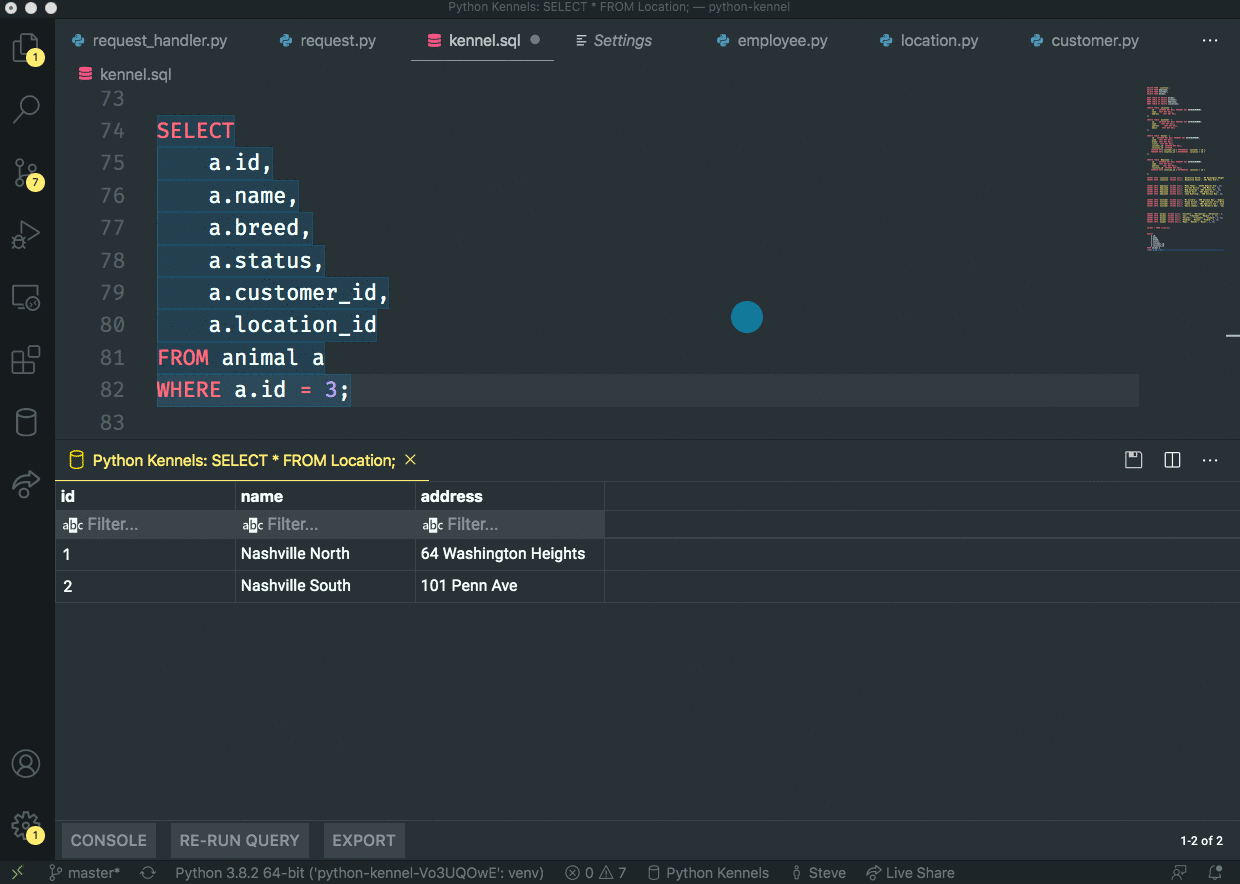 Python Kennels: SELECT * FROM Location; — python-kennel
request_handler.py request.py kennel.sql Settings employee.py location.py customer.py ...
1
kennel.sql
73
74 SELECT
75     a.id,
76     a.name,
77     a.breed,
78     a.status,
79     a.customer_id,
80     a.location_id
81 FROM animal a
82 WHERE a.id = 3;
83
7
Python Kennels: SELECT * FROM Location; ×
id name address
abc Filter... abc Filter... abc Filter...
1 Nashville North 64 Washington Heights
2 Nashville South 101 Penn Ave
1
CONSOLE RE-RUN QUERY EXPORT 1-2 of 2
master* Python 3.8.2 64-bit ('python-kennel-Vo3UQOwE': venv) 0 7 Python Kennels Steve Live Share